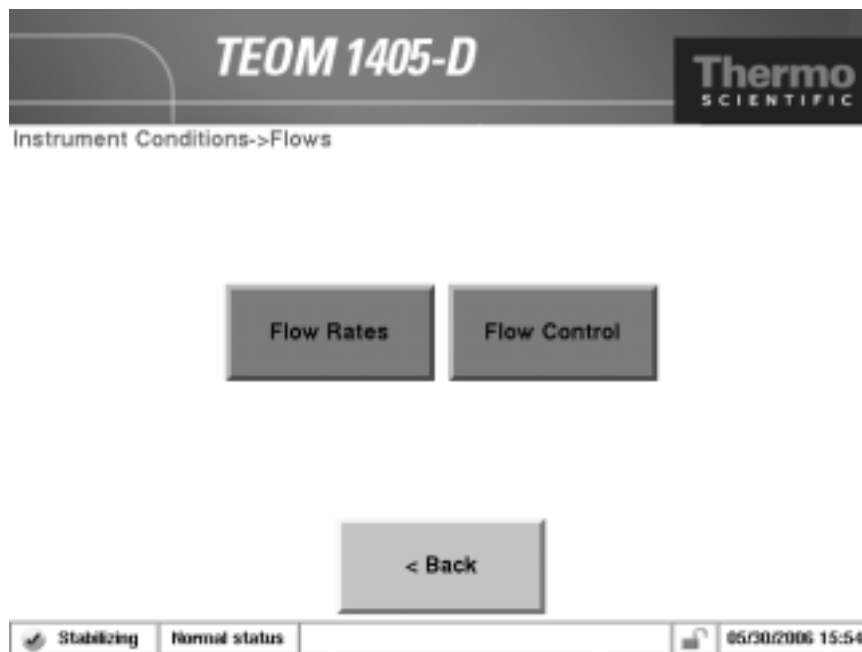 TEOM 1405-D
Thermo
SCIENTIFIC
Instrument Conditions->Flows
Flow Rates
Flow Control
< Back
Stabilizing
Normal status
05/30/2006 15:54